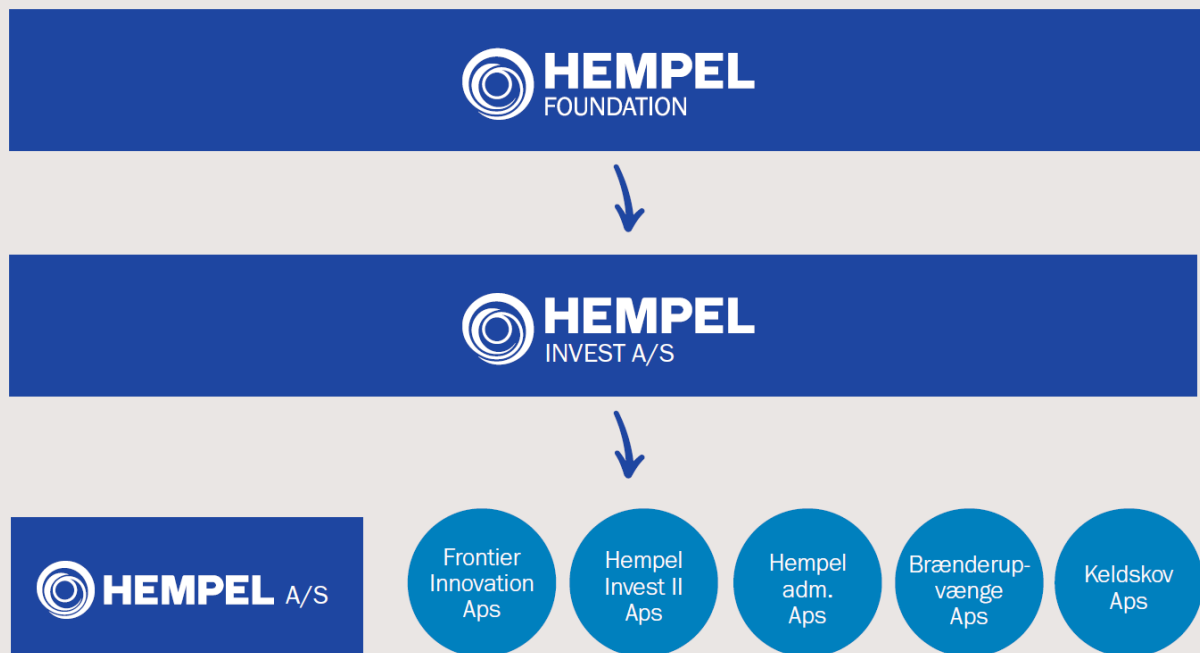 HEMPEL
FOUNDATION
HEMPEL
INVEST A/S
HEMPEL A/S
Frontier
Innovation
Aps
Hempel
Invest II
Aps
Hempel
adm.
Aps
Brænderup-
vænge
Aps
Keldskov
Aps